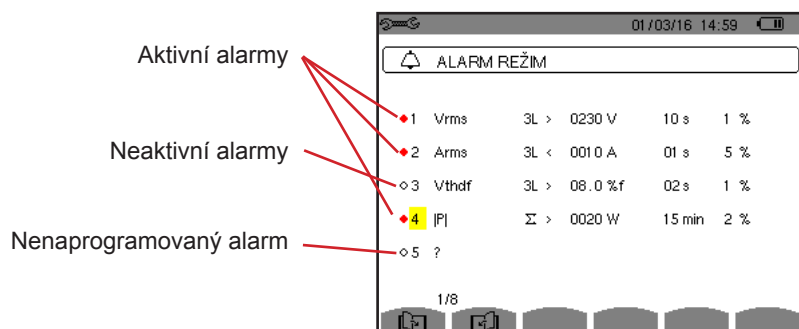 01/03/16 14:59
ALARM REŽIM
Aktivní alarmy
1 Vrms 3L > 0230 V 10 s 1 %
2 Arms 3L < 0010 A 01 s 5 %
Neaktivní alarmy
3 Vthdf 3L > 08.0 %f 02 s 1 %
4 |P| Σ > 0020 W 15 min 2 %
Nenaprogramovaný alarm
5 ?
1/8